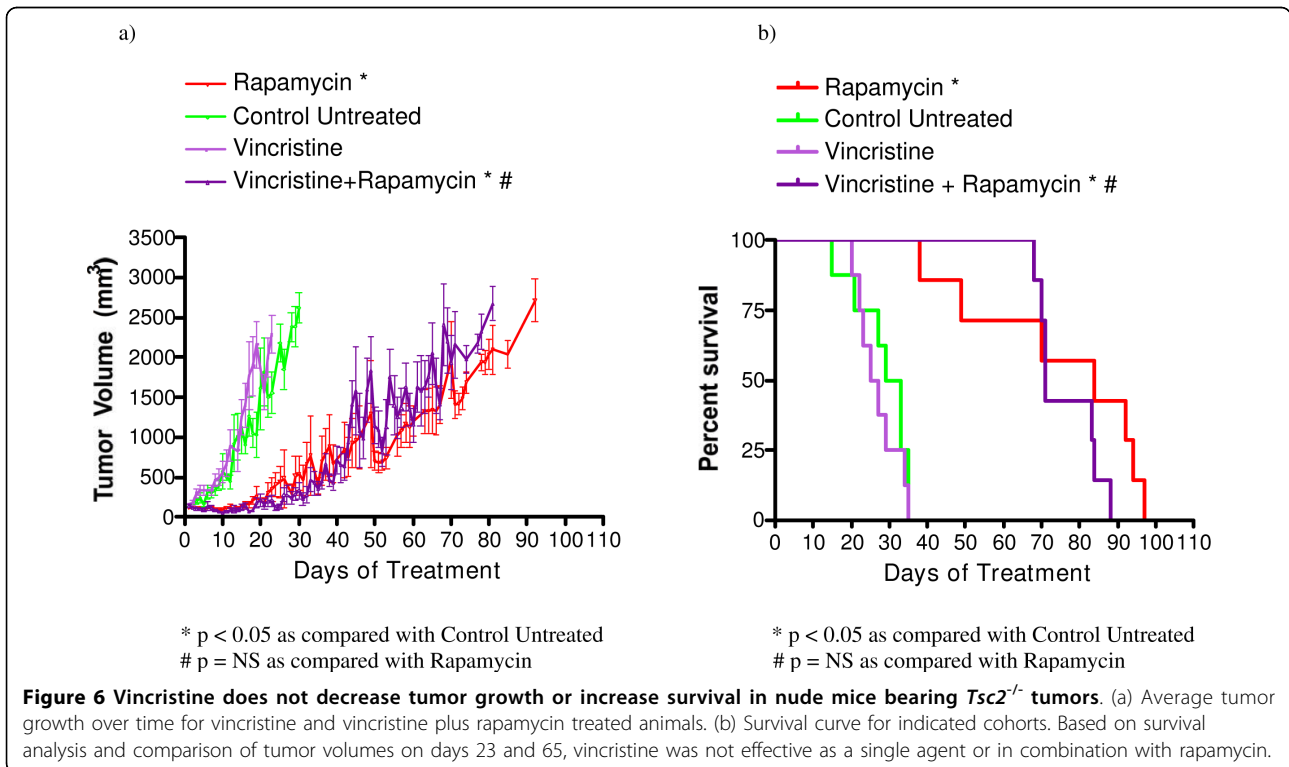 a)
Rapamycin *
Control Untreated
Vincristine
Vincristine+Rapamycin * #
Tumor Volume (mm³)
3500
3000
2500
2000
1500
1000
500
0
0 10 20 30 40 50 60 70 80 90 100 110
Days of Treatment
* p < 0.05 as compared with Control Untreated
# p = NS as compared with Rapamycin
b)
Rapamycin *
Control Untreated
Vincristine
Vincristine + Rapamycin * #
Percent survival
100
75
50
25
0
0 10 20 30 40 50 60 70 80 90 100 110
Days of Treatment
* p < 0.05 as compared with Control Untreated
# p = NS as compared with Rapamycin
Figure 6 Vincristine does not decrease tumor growth or increase survival in nude mice bearing Tsc2⁻/⁻ tumors. (a) Average tumor
growth over time for vincristine and vincristine plus rapamycin treated animals. (b) Survival curve for indicated cohorts. Based on survival
analysis and comparison of tumor volumes on days 23 and 65, vincristine was not effective as a single agent or in combination with rapamycin.